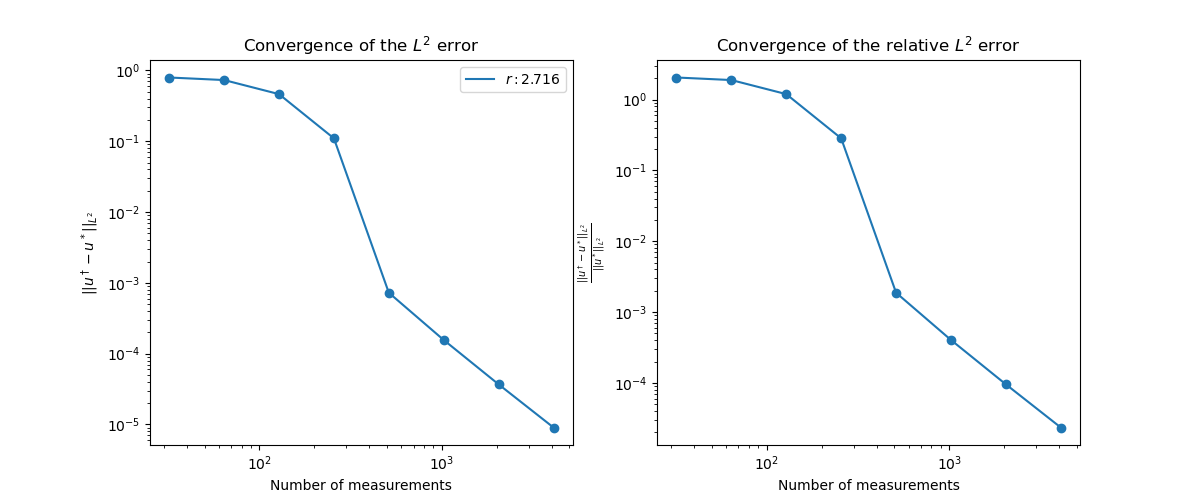 Convergence of the $L^2$ error
$||u^\dagger - u^*||_{L^2}$
$10^0$
$10^{-1}$
$10^{-2}$
$10^{-3}$
$10^{-4}$
$10^{-5}$
$r: 2.716$
$10^2$
$10^3$
Number of measurements
Convergence of the relative $L^2$ error
$\frac{||u^\dagger - u^*||_{L^2}}{||u^*||_{L^2}}$
$10^0$
$10^{-1}$
$10^{-2}$
$10^{-3}$
$10^{-4}$
$10^2$
$10^3$
Number of measurements